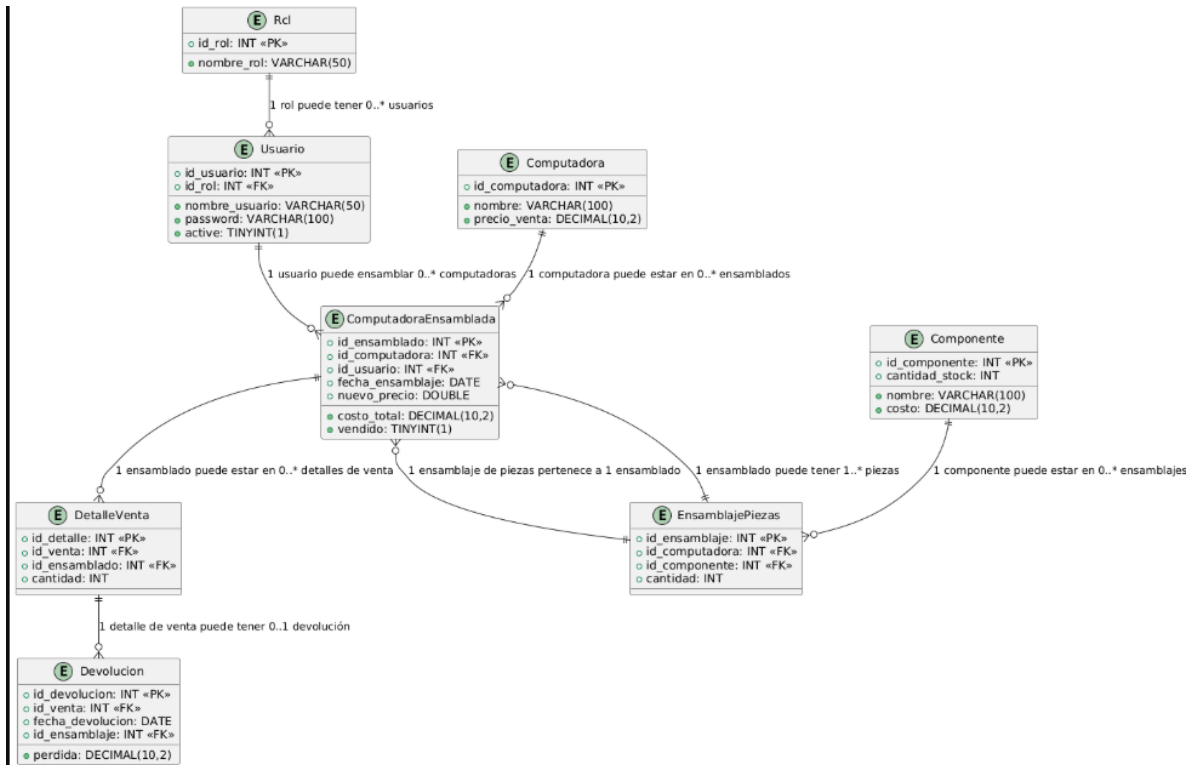 E Rcl
id_rol: INT «PK»
nombre_rol: VARCHAR(50)
1 rol puede tener 0..* usuarios
E Usuario
id_usuario: INT «PK»
id_rol: INT «FK»
nombre_usuario: VARCHAR(50)
password: VARCHAR(100)
active: TINYINT(1)
E Computadora
id_computadora: INT «PK»
nombre: VARCHAR(100)
precio_venta: DECIMAL(10,2)
1 usuario puede ensamblar 0..* computadoras
1 computadora puede estar en 0..* ensamblados
E ComputadoraEnsamblada
id_ensamblado: INT «PK»
id_computadora: INT «FK»
id_usuario: INT «FK»
fecha_ensamblaje: DATE
nuevo_precio: DOUBLE
costo_total: DECIMAL(10,2)
vendido: TINYINT(1)
E Componente
id_componente: INT «PK»
cantidad_stock: INT
nombre: VARCHAR(100)
costo: DECIMAL(10,2)
1 ensamblado puede estar en 0..* detalles de venta
1 ensamblaje de piezas pertenece a 1 ensamblado
1 ensamblado puede tener 1..* piezas
1 componente puede estar en 0..* ensamblajes
E DetalleVenta
id_detalle: INT «PK»
id_venta: INT «FK»
id_ensamblado: INT «FK»
cantidad: INT
E EnsamblajePiezas
id_ensamblaje: INT «PK»
id_computadora: INT «FK»
id_componente: INT «FK»
cantidad: INT
1 detalle de venta puede tener 0..1 devolución
E Devolucion
id_devolucion: INT «PK»
id_venta: INT «FK»
fecha_devolucion: DATE
id_ensamblaje: INT «FK»
perdida: DECIMAL(10,2)